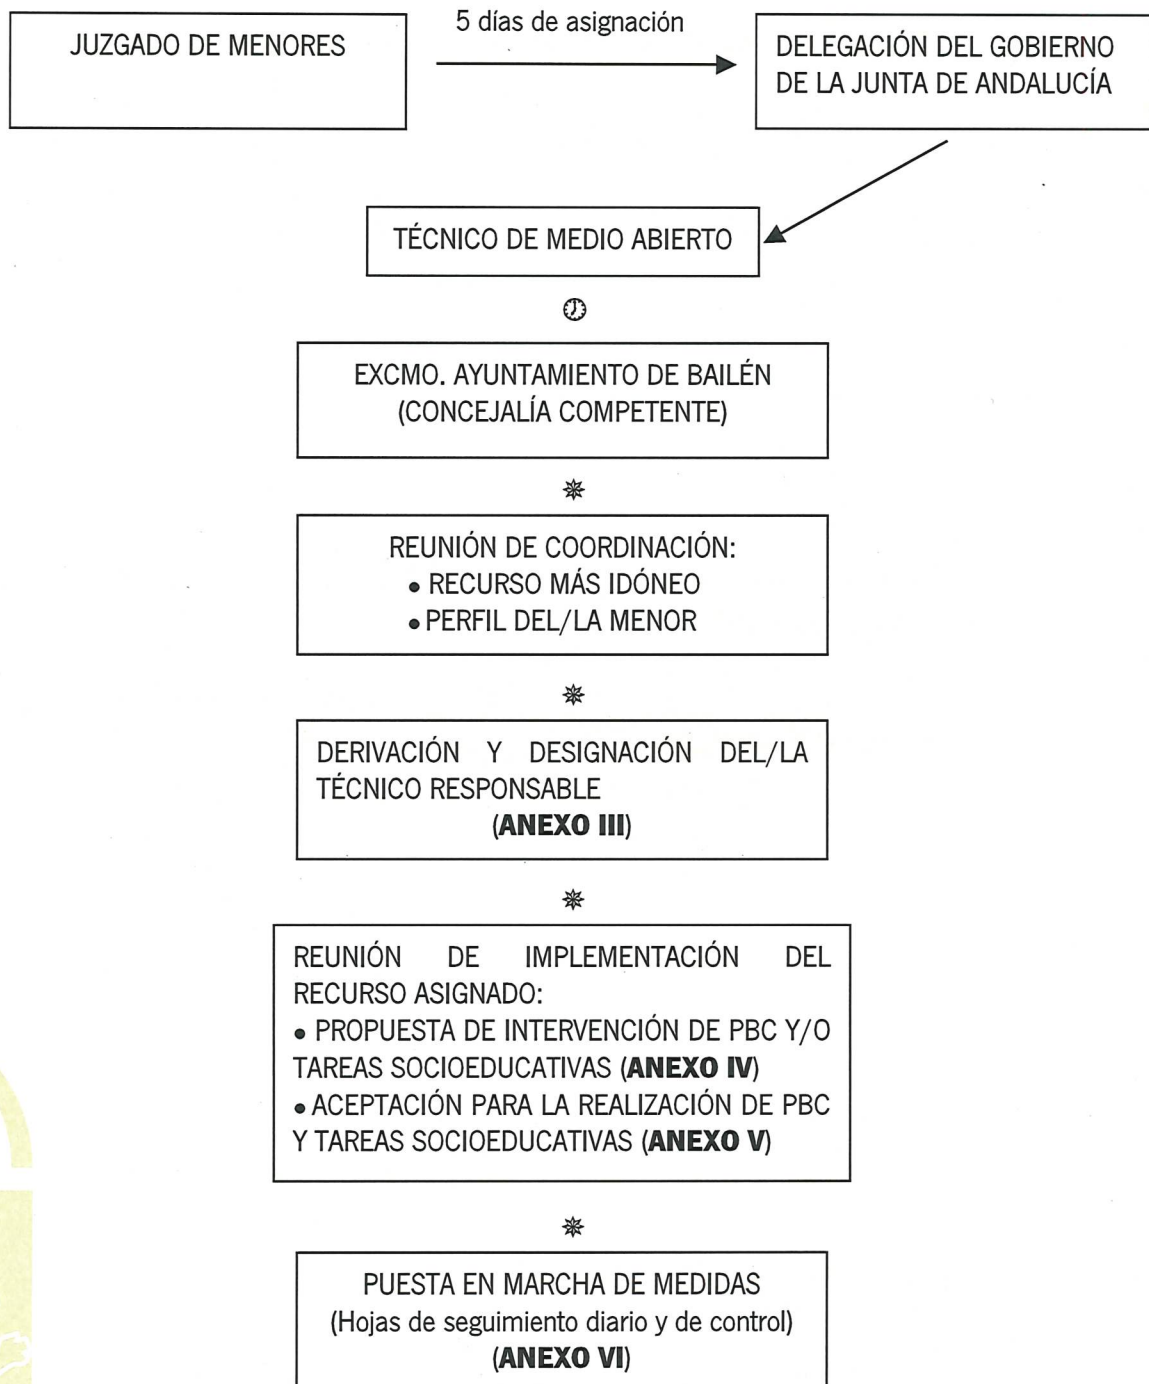 JUZGADO DE MENORES
5 días de asignación
DELEGACIÓN DEL GOBIERNO
DE LA JUNTA DE ANDALUCÍA
TÉCNICO DE MEDIO ABIERTO
EXCMO. AYUNTAMIENTO DE BAILÉN
(CONCEJALÍA COMPETENTE)
REUNIÓN DE COORDINACIÓN:
• RECURSO MÁS IDÓNEO
• PERFIL DEL/LA MENOR
DERIVACIÓN Y DESIGNACIÓN DEL/LA
TÉCNICO RESPONSABLE
(ANEXO III)
REUNIÓN DE IMPLEMENTACIÓN DEL
RECURSO ASIGNADO:
• PROPUESTA DE INTERVENCIÓN DE PBC Y/O
TAREAS SOCIOEDUCATIVAS (ANEXO IV)
• ACEPTACIÓN PARA LA REALIZACIÓN DE PBC
Y TAREAS SOCIOEDUCATIVAS (ANEXO V)
PUESTA EN MARCHA DE MEDIDAS
(Hojas de seguimiento diario y de control)
(ANEXO VI)